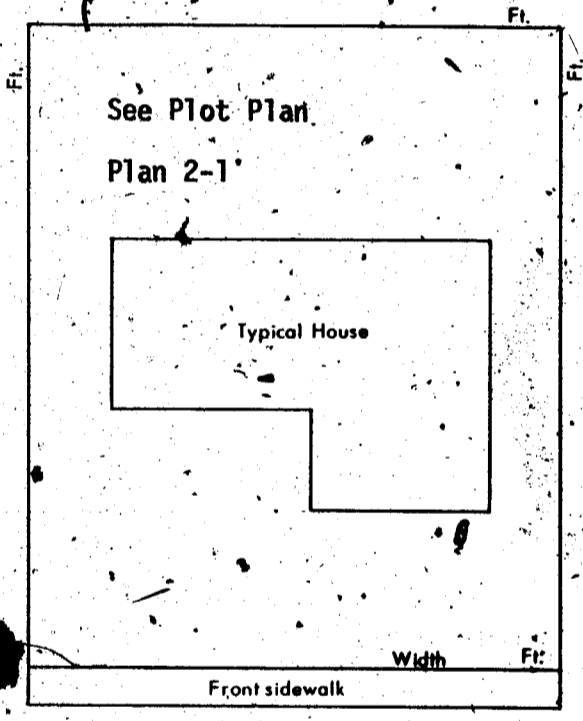 Ft.
Ft.
Ft.
See Plot Plan
Plan 2-1
Typical House
Width Ft.
Front sidewalk